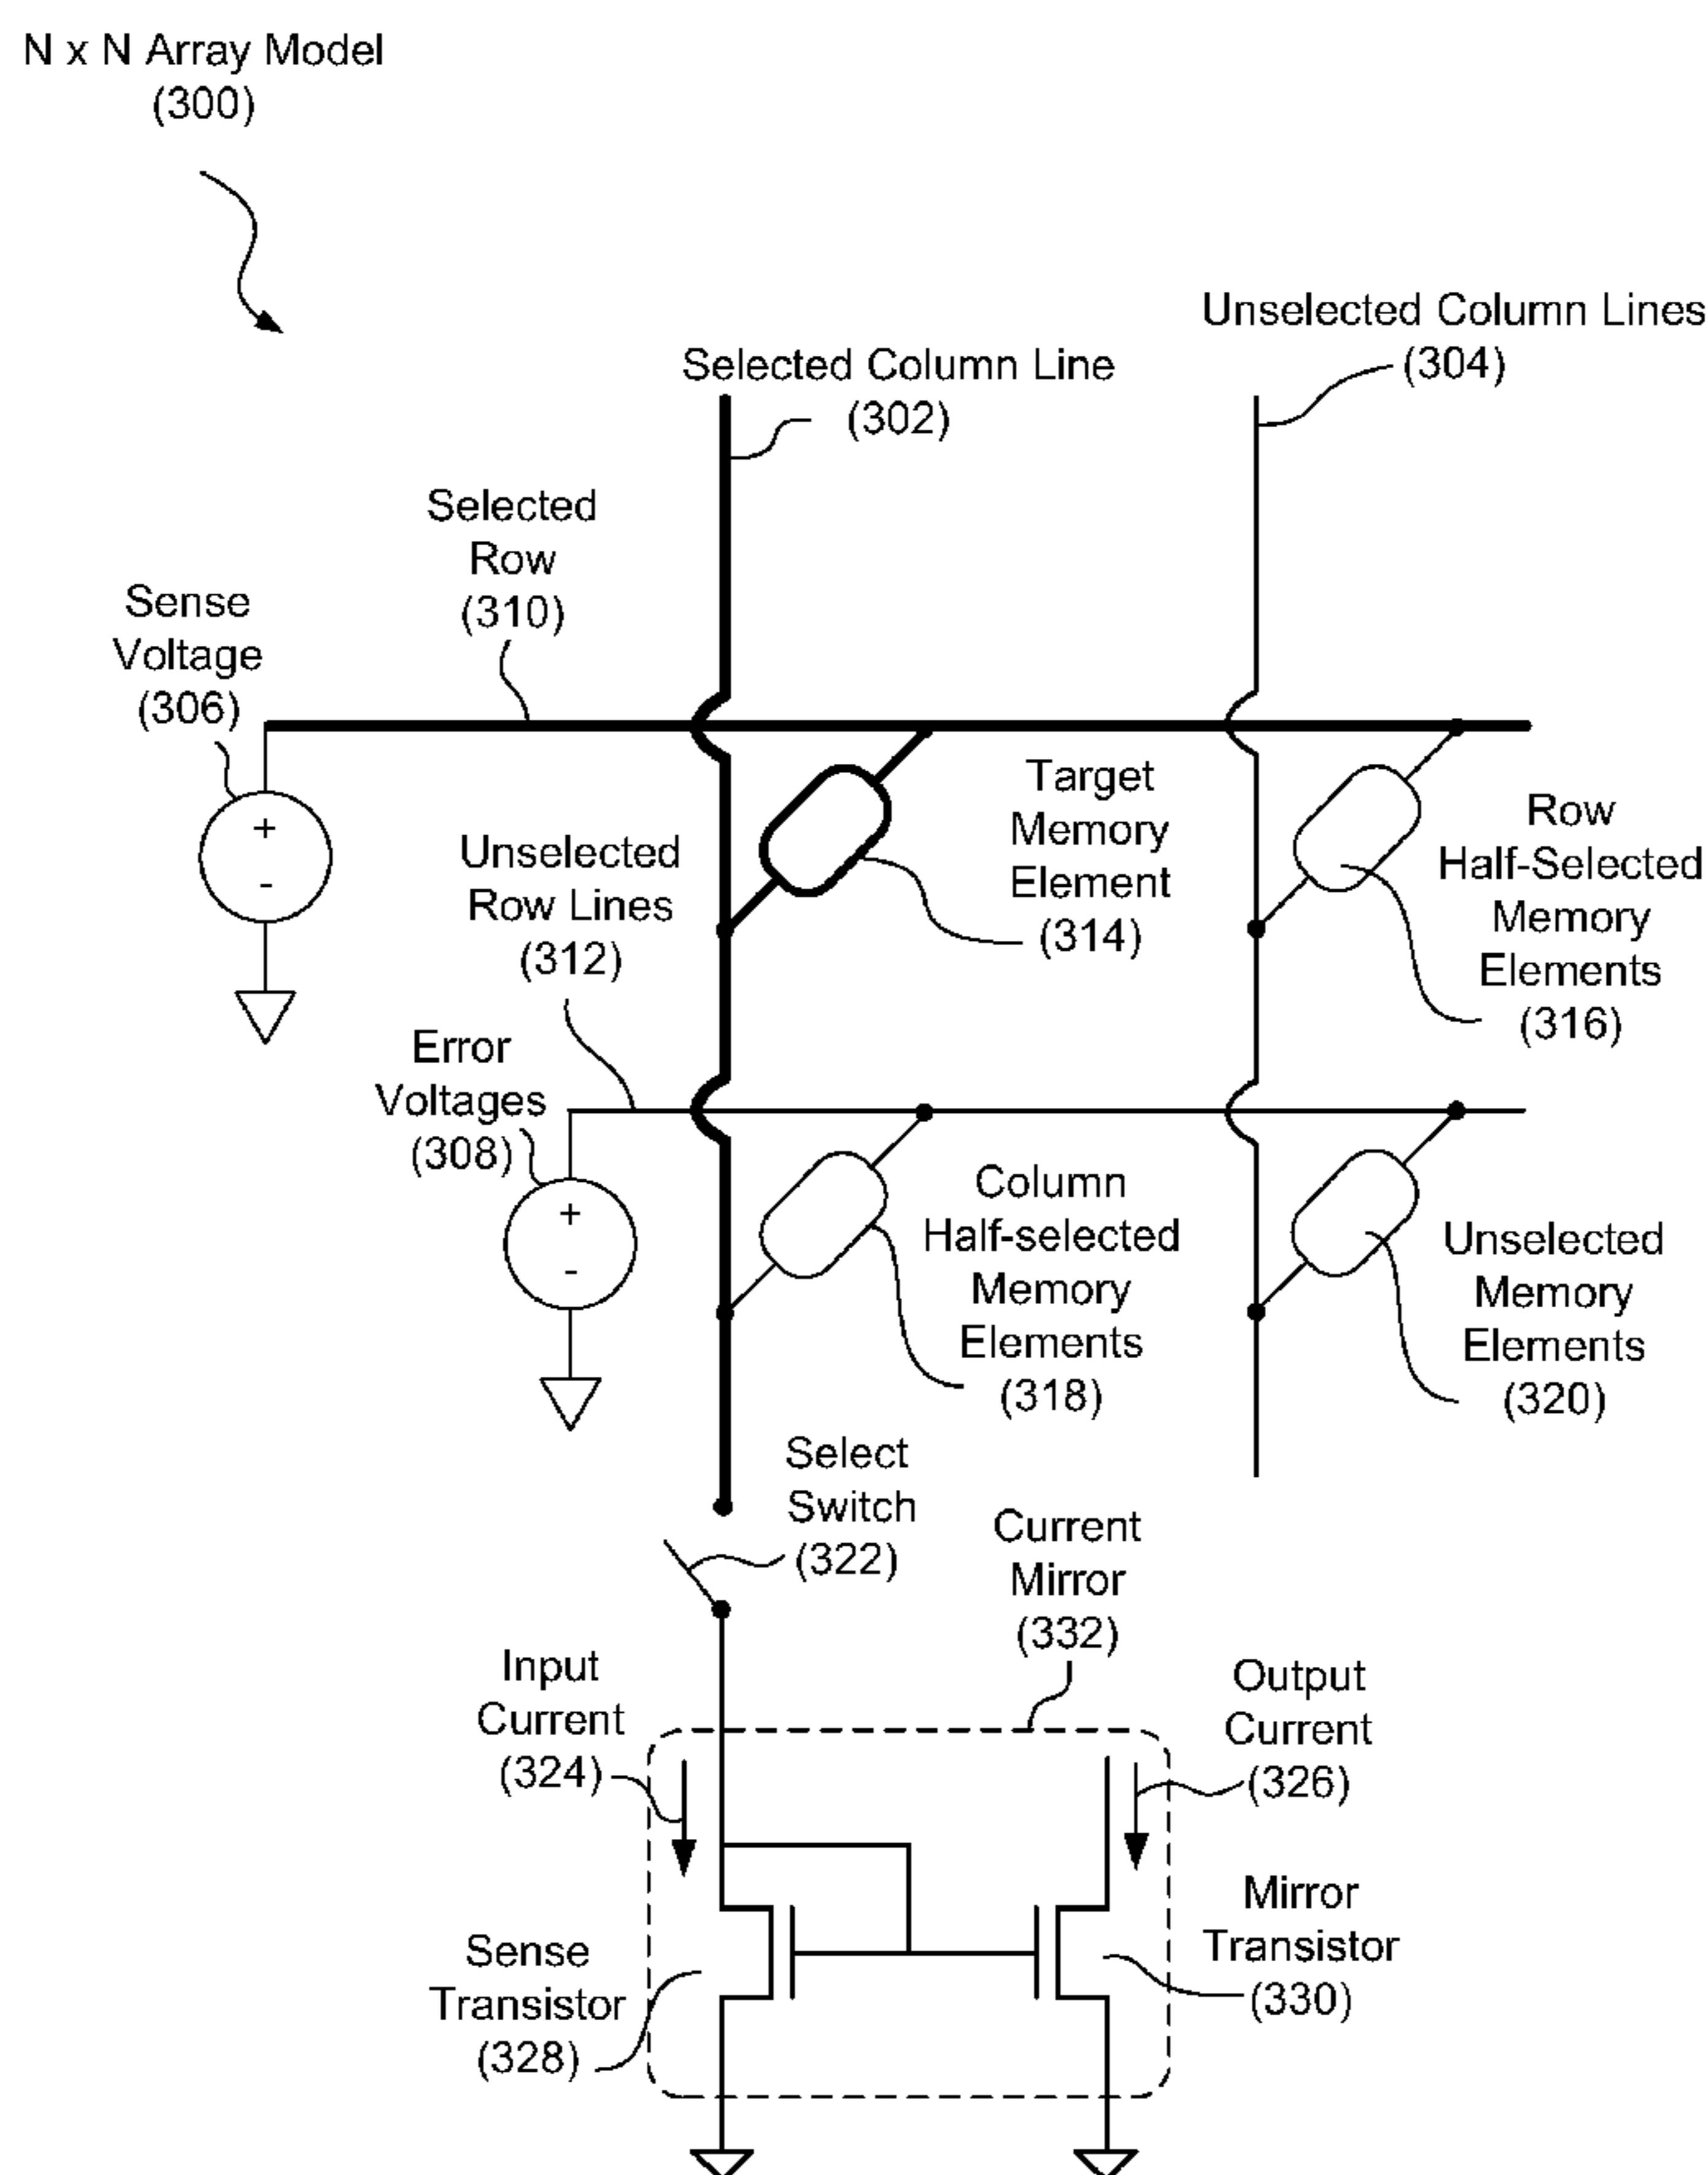 N x N Array Model
(300)
Unselected Column Lines
(304)
Selected Column Line
(302)
Selected
Row
(310)
Sense
Voltage
(306)
+
-
Target
Memory
Element
(314)
Row
Half-Selected
Memory
Elements
(316)
Unselected
Row Lines
(312)
Error
Voltages
(308)
+
-
Column
Half-selected
Memory
Elements
(318)
Unselected
Memory
Elements
(320)
Select
Switch
(322)
Current
Mirror
(332)
Input
Current
(324)
Output
Current
(326)
Sense
Transistor
(328)
Mirror
Transistor
(330)